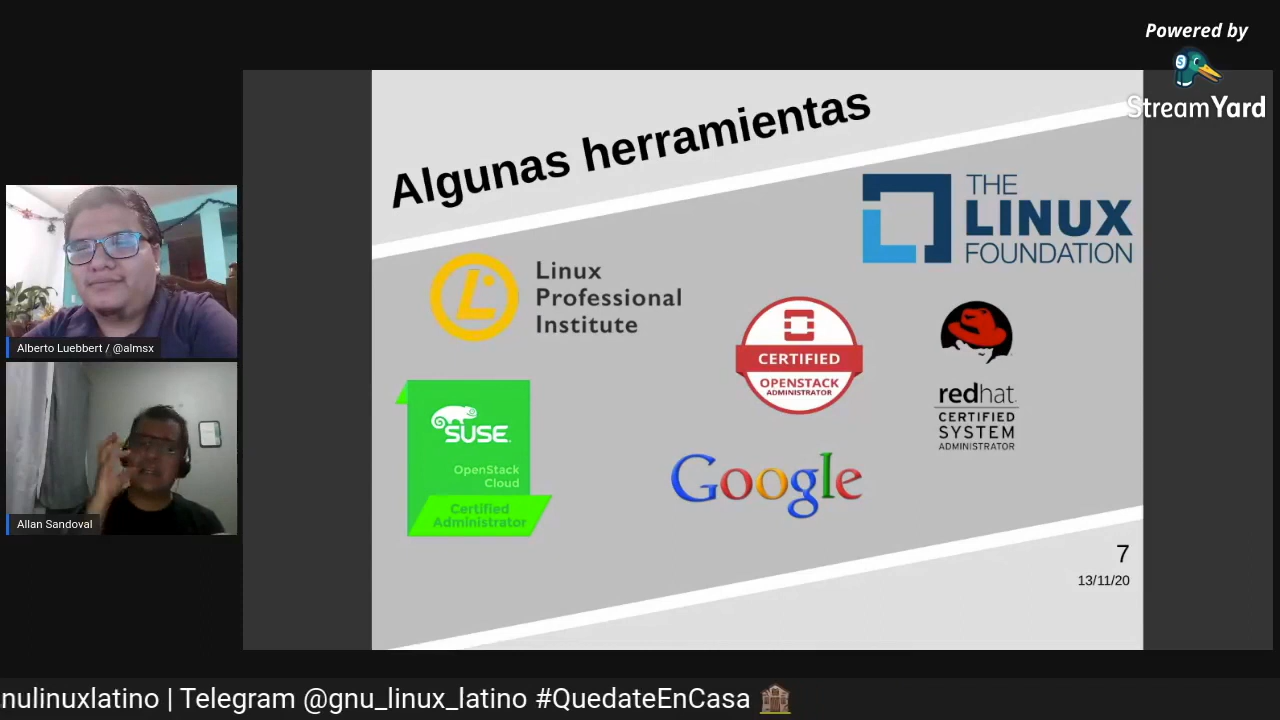 Powered by
StreamYard
Algunas herramientas
THE
LINUX
FOUNDATION
Linux
Professional
Institute
CERTIFIED
OPENSTACK
ADMINISTRATOR
redhat.
CERTIFIED
SYSTEM
ADMINISTRATOR
SUSE
OpenStack
Cloud
Certified
Administrator
Google
7
13/11/20
Alberto Luebbert / @almsx
Allan Sandoval
nulinuxlatino | Telegram @gnu_linux_latino #QuedateEnCasa